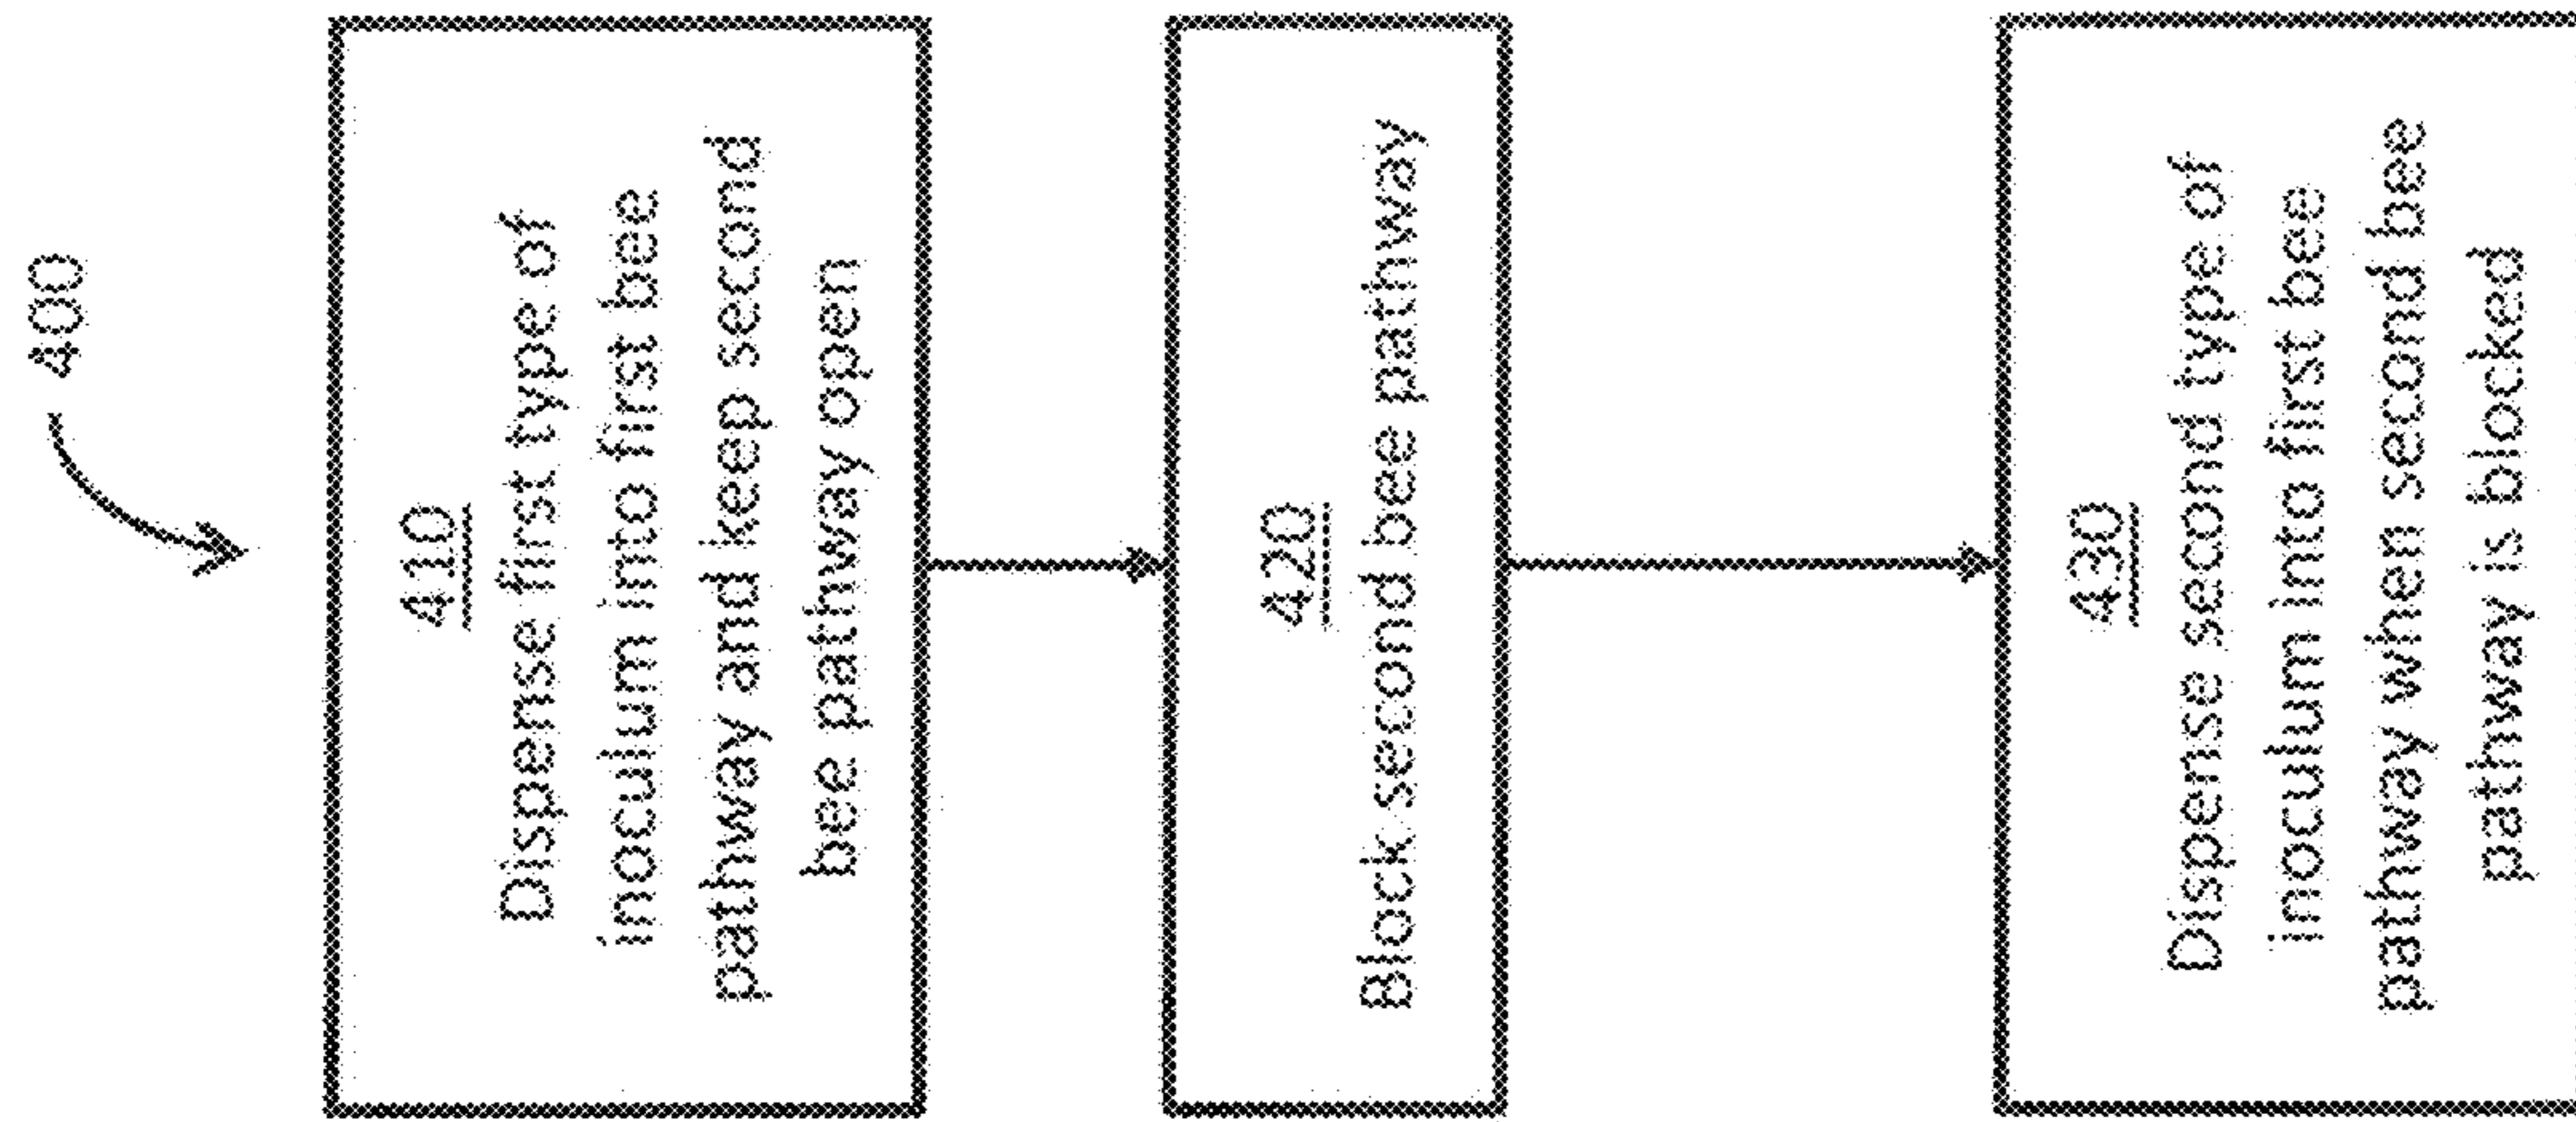 400
410
Dispense first type of
inoculum into first bee
pathway and keep second
bee pathway open
420
Block second bee pathway
430
Dispense second type of
inoculum into first bee
pathway when second bee
pathway is blocked